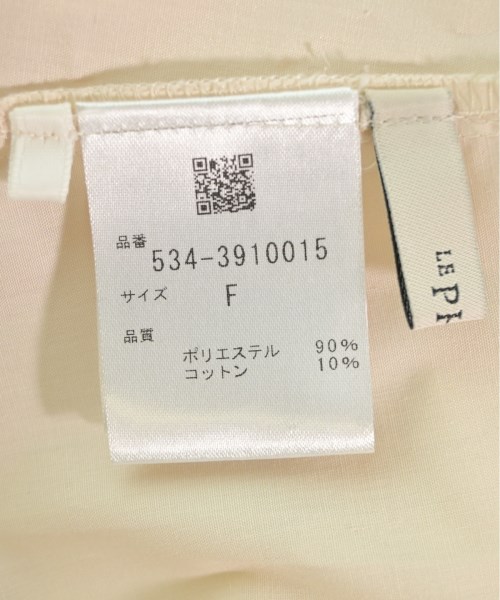 品番
534-3910015
サイズ F
品質
ポリエステル 90%
コットン 10%
LE